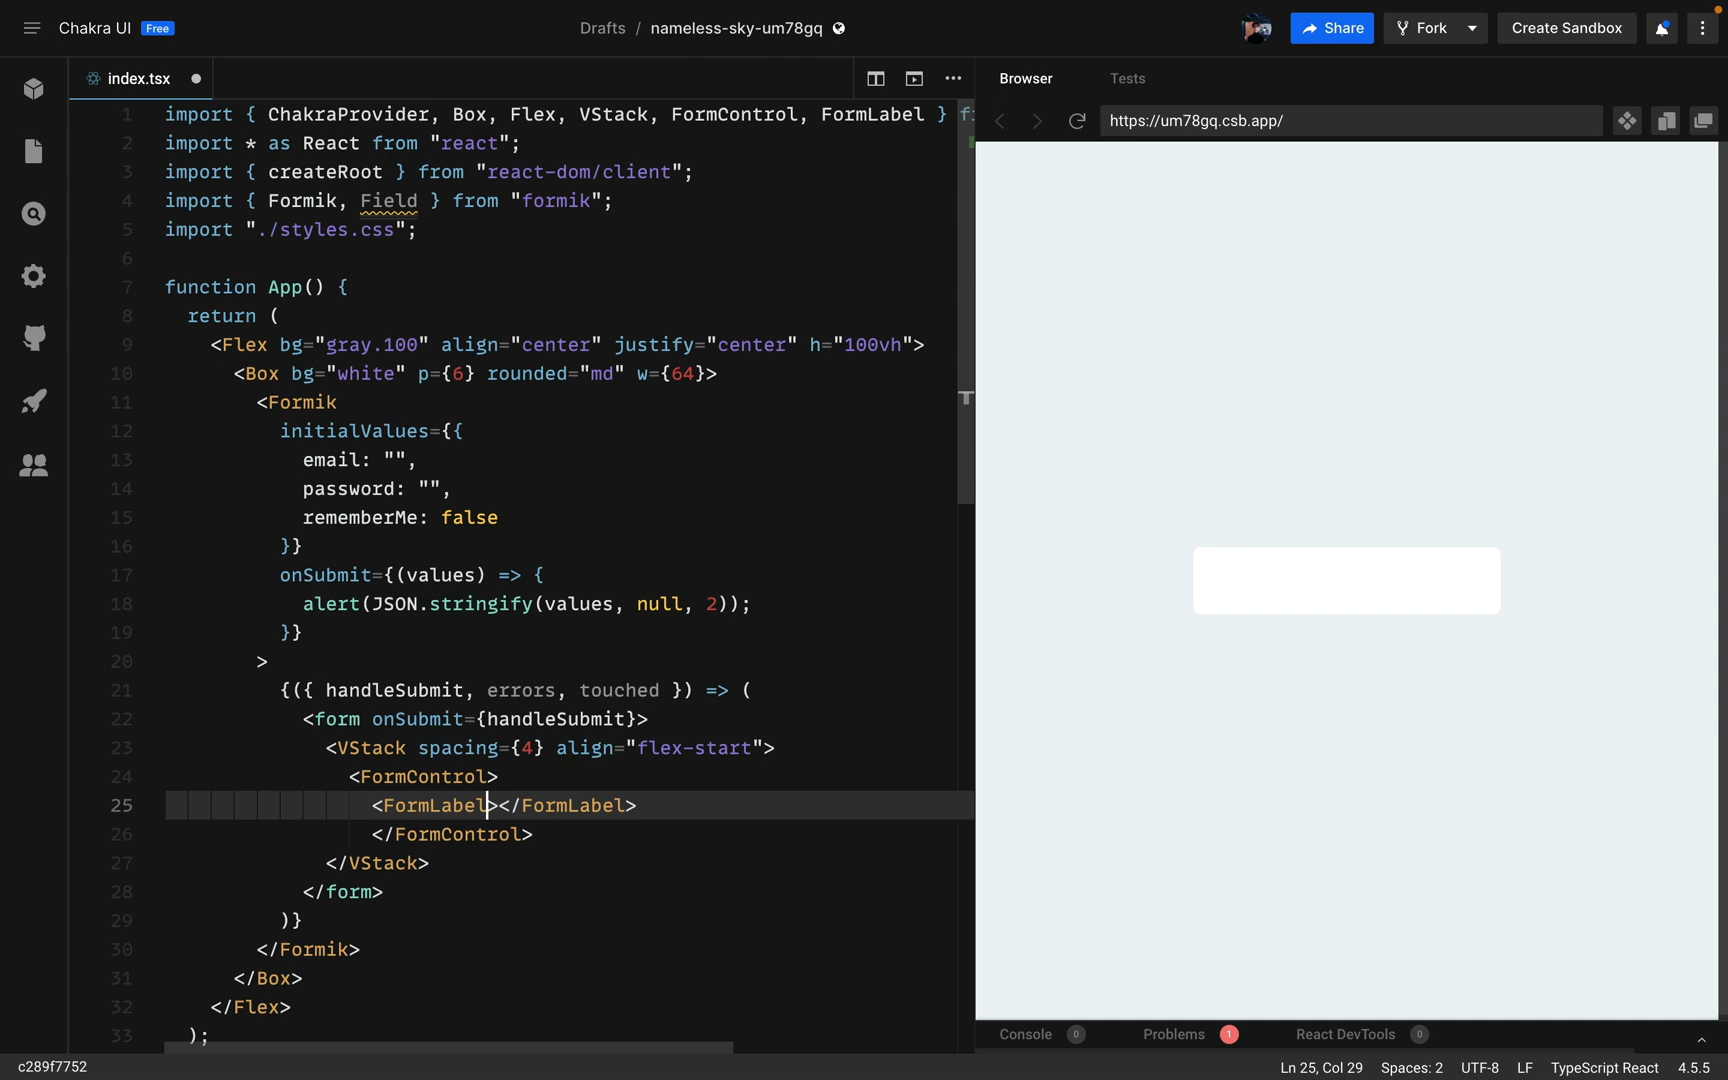 Chakra UI Free
Drafts / nameless-sky-um78gq
Share
Fork
Create Sandbox
index.tsx
Browser
Tests
https://um78gq.csb.app/
1 import { ChakraProvider, Box, Flex, VStack, FormControl, FormLabel }
2 import * as React from "react";
3 import { createRoot } from "react-dom/client";
4 import { Formik, Field } from "formik";
5 import "./styles.css";
6
7 function App() {
8 return (
9 <Flex bg="gray.100" align="center" justify="center" h="100vh">
10 <Box bg="white" p={6} rounded="md" w={64}>
11 <Formik
12 initialValues={{
13 email: "",
14 password: "",
15 rememberMe: false
16 }}
17 onSubmit={(values) => {
18 alert(JSON.stringify(values, null, 2));
19 }}
20 >
21 {({ handleSubmit, errors, touched }) => (
22 <form onSubmit={handleSubmit}>
23 <VStack spacing={4} align="flex-start">
24 <FormControl>
25 <FormLabel></FormLabel>
26 </FormControl>
27 </VStack>
28 </form>
29 )}
30 </Formik>
31 </Box>
32 </Flex>
33 );
Console 0
Problems 1
React DevTools 0
c289f7752
Ln 25, Col 29
Spaces: 2
UTF-8
LF
TypeScript React
4.5.5